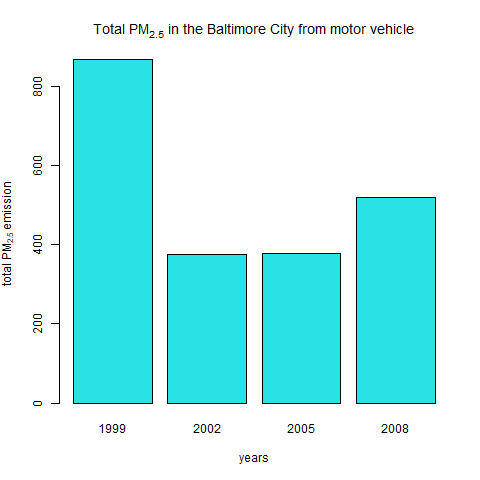 Total PM2.5 in the Baltimore City from motor vehicle
total PM2.5 emission
800
600
400
200
0
1999 2002 2005 2008
years